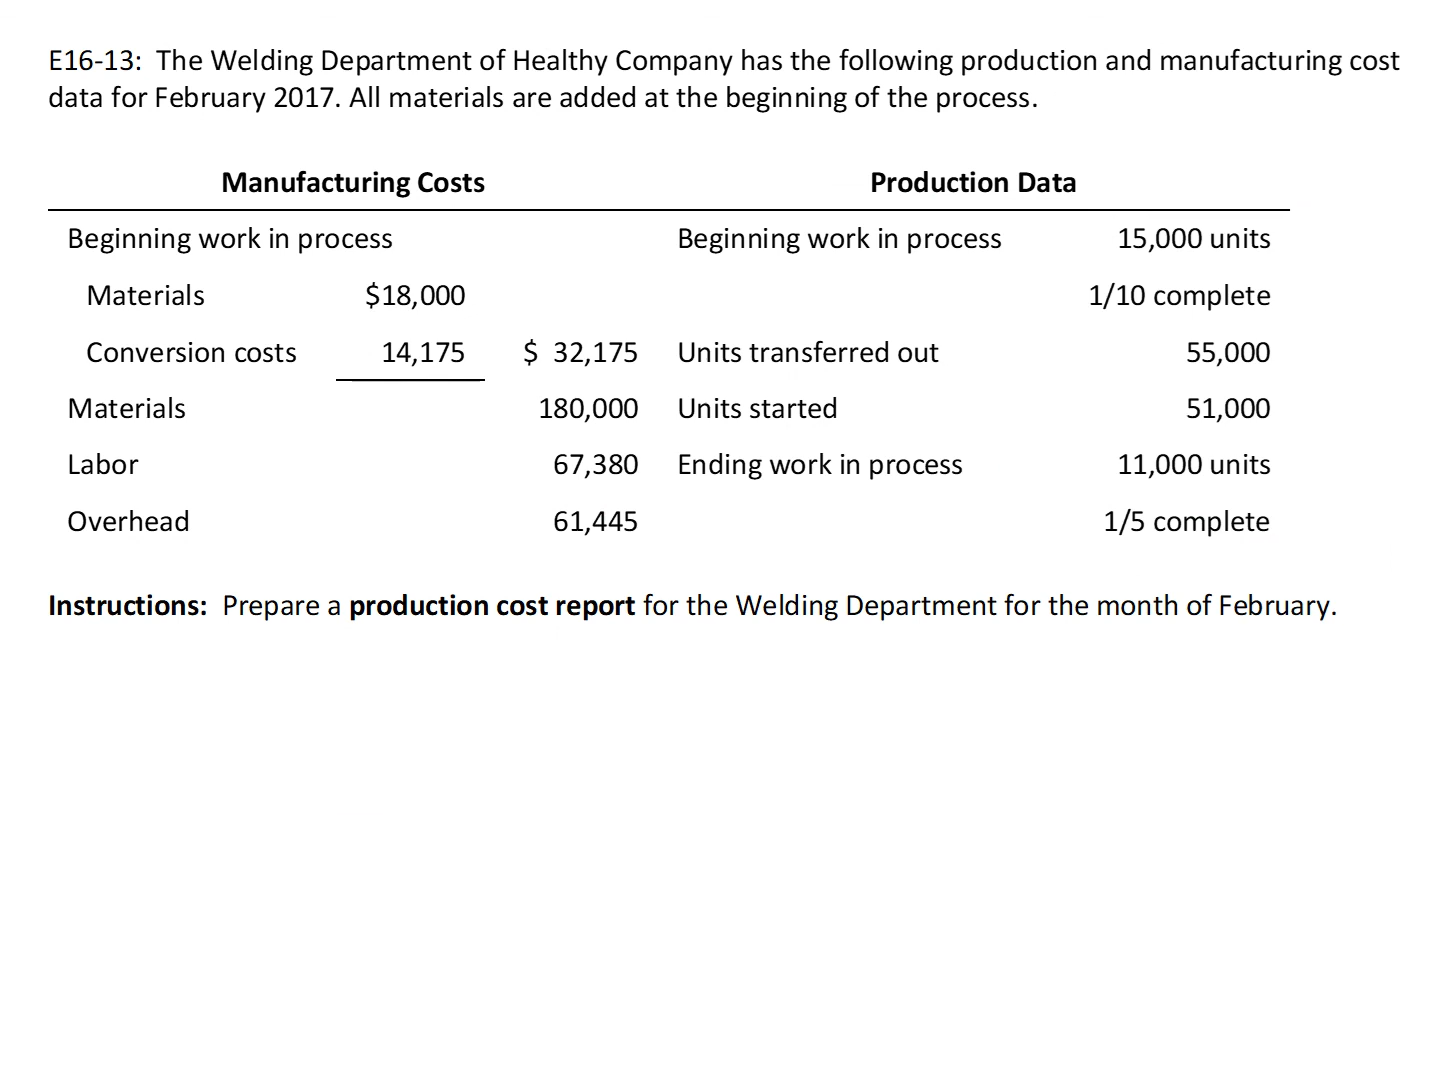 E16-13:  The Welding Department of Healthy Company has the following production and manufacturing cost
data for February 2017. All materials are added at the beginning of the process.
Manufacturing Costs Production Data
Beginning work in process Beginning work in process 15,000 units
Materials $18,000 1/10 complete
Conversion costs 14,175 $ 32,175 Units transferred out 55,000
Materials 180,000 Units started 51,000
Labor 67,380 Ending work in process 11,000 units
Overhead 61,445 1/5 complete
Instructions:  Prepare a production cost report for the Welding Department for the month of February.